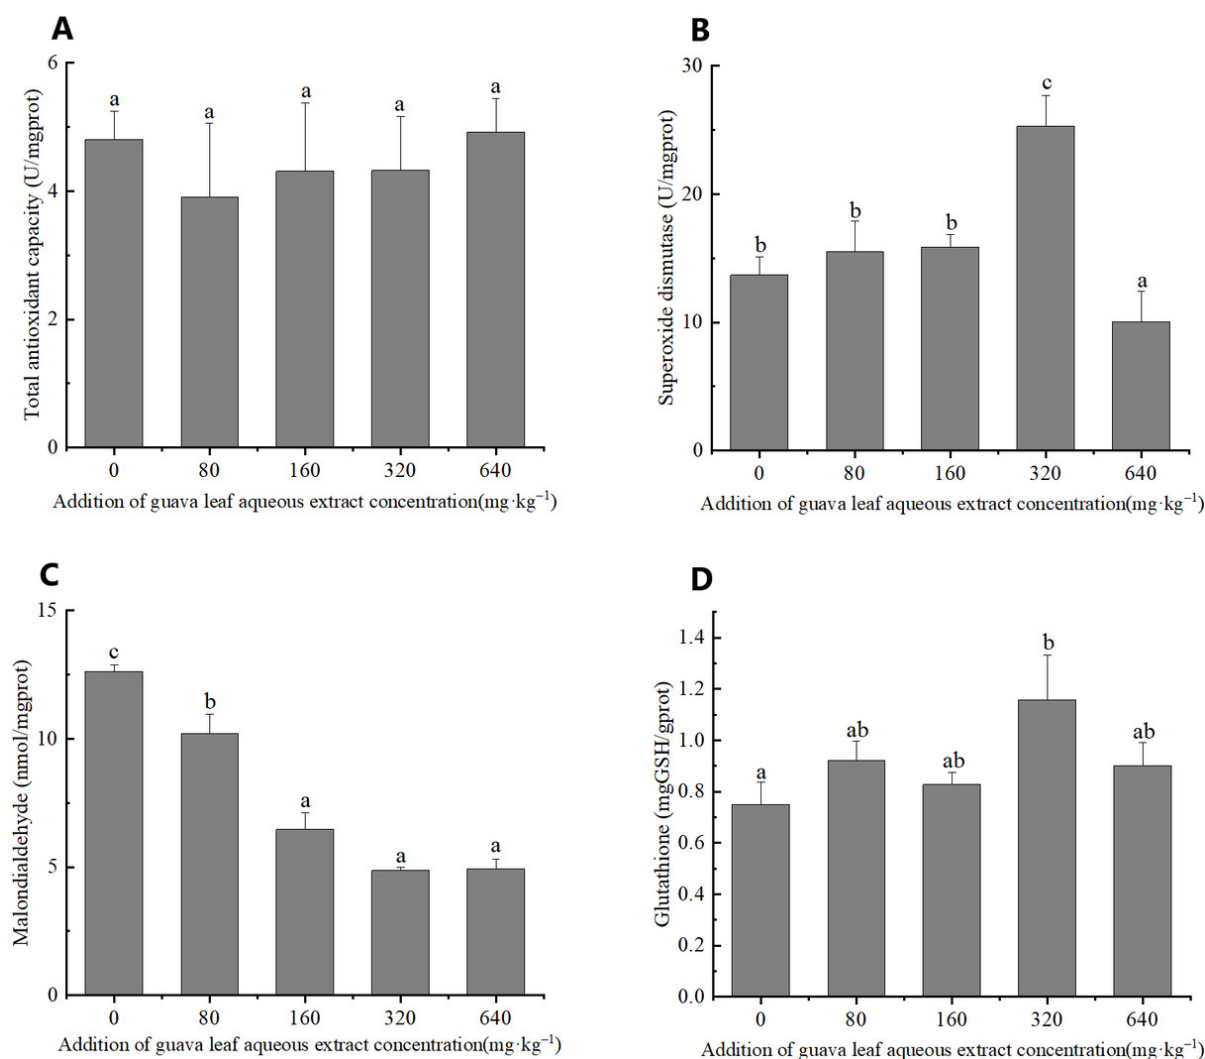 A
Total antioxidant capacity (U/mgprot)
6
4
2
0
a
a
a
a
a
0 80 160 320 640
Addition of guava leaf aqueous extract concentration(mg·kg⁻¹)
B
Superoxide dismutase (U/mgprot)
30
20
10
0
b
b
b
c
a
0 80 160 320 640
Addition of guava leaf aqueous extract concentration(mg·kg⁻¹)
C
Malondialdehyde (nmol/mgprot)
15
10
5
0
c
b
a
a
a
0 80 160 320 640
Addition of guava leaf aqueous extract concentration(mg·kg⁻¹)
D
Glutathione (mgGSH/gprot)
1.4
1.2
1.0
0.8
0.6
0.4
0.2
0.0
a
ab
ab
b
ab
0 80 160 320 640
Addition of guava leaf aqueous extract concentration(mg·kg⁻¹)